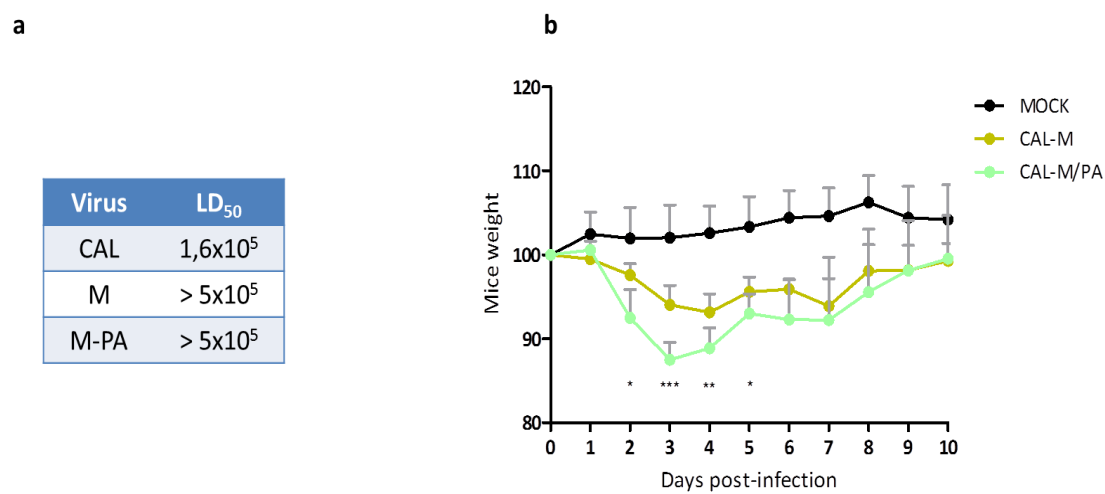 a
b
Virus LD50
CAL 1,6x10^5
M > 5x10^5
M-PA > 5x10^5
Mice weight
120
110
100
90
80
MOCK
CAL-M
CAL-M/PA
* *** ** *
0 1 2 3 4 5 6 7 8 9 10
Days post-infection